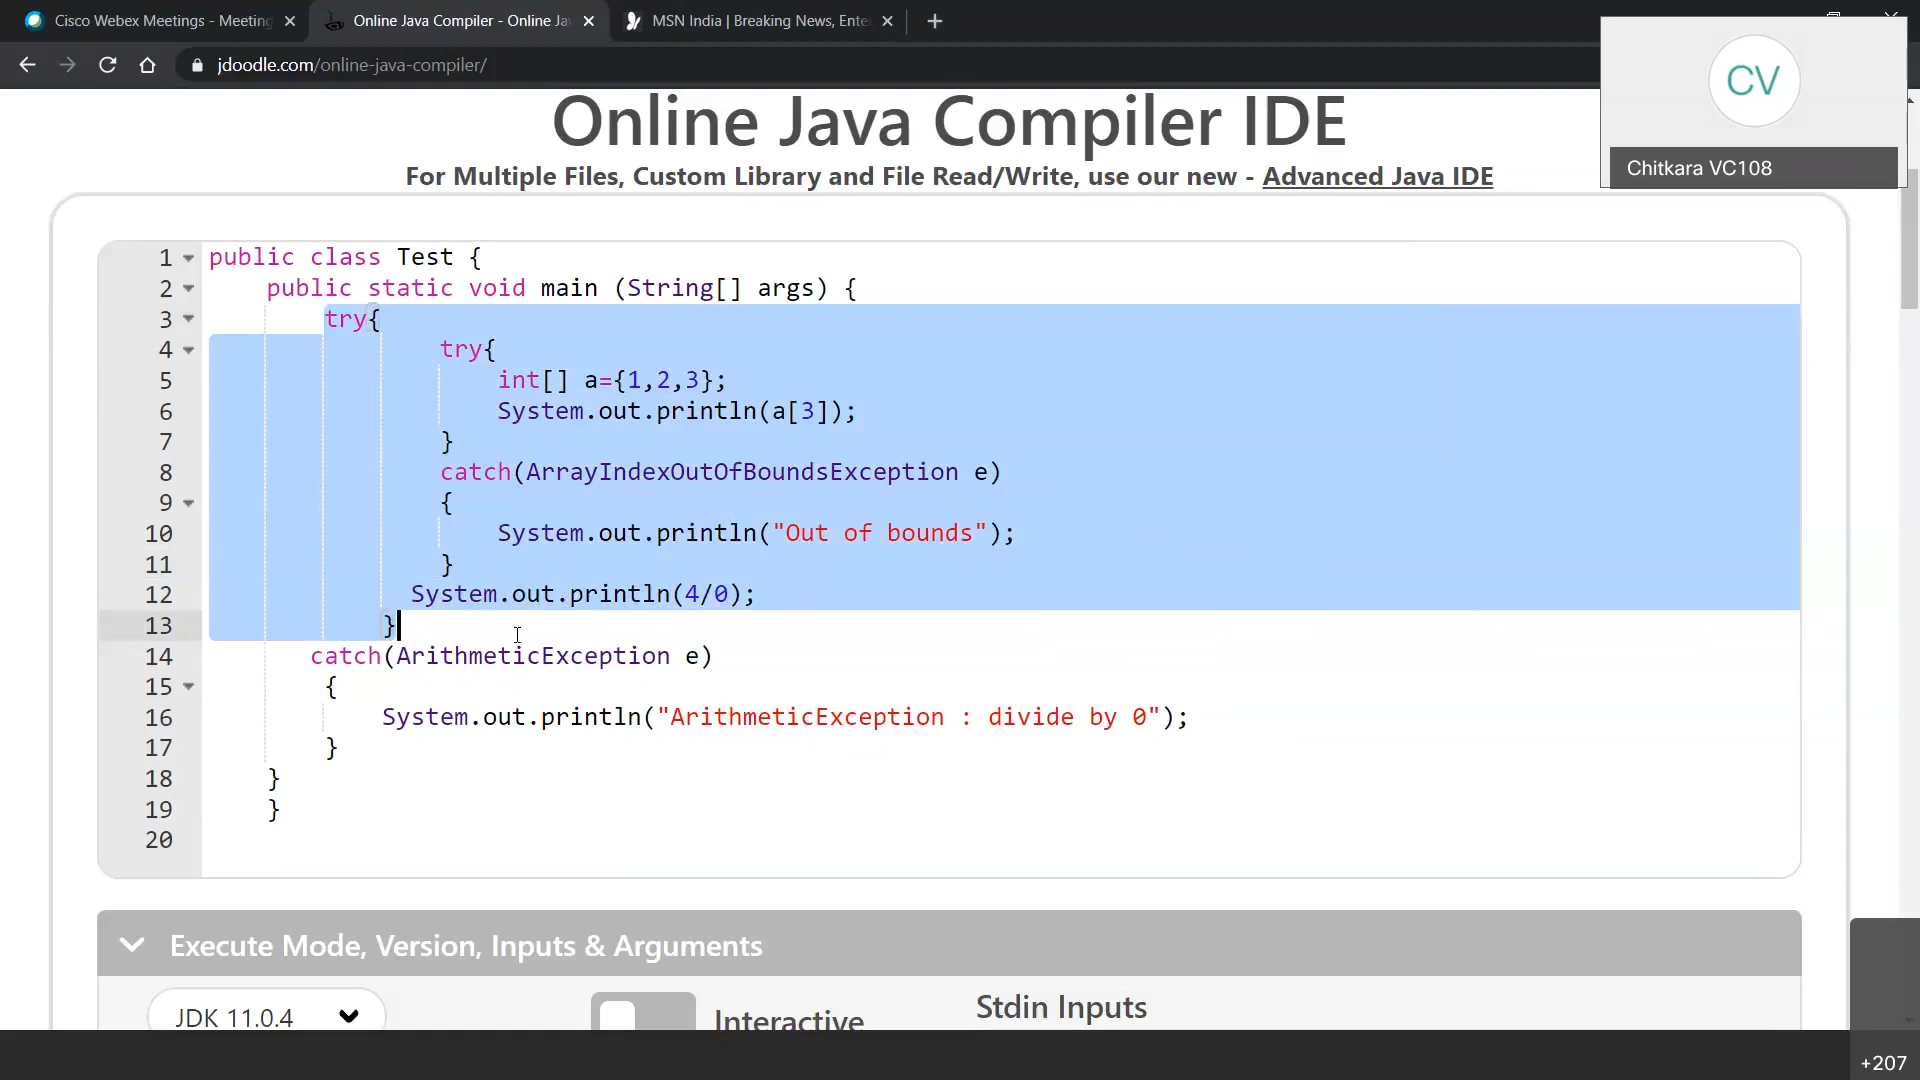 Cisco Webex Meetings - Meeting
Online Java Compiler - Online Ja
MSN India | Breaking News, Ente
jdoodle.com/online-java-compiler/
CV
Chitkara VC108
Online Java Compiler IDE
For Multiple Files, Custom Library and File Read/Write, use our new - Advanced Java IDE
1 public class Test {
2 public static void main (String[] args) {
3 try{
4 try{
5 int[] a={1,2,3};
6 System.out.println(a[3]);
7 }
8 catch(ArrayIndexOutOfBoundsException e)
9 {
10 System.out.println("Out of bounds");
11 }
12 System.out.println(4/0);
13 }
14 catch(ArithmeticException e)
15 {
16 System.out.println("ArithmeticException : divide by 0");
17 }
18 }
19 }
20
Execute Mode, Version, Inputs & Arguments
JDK 11.0.4
Interactive
Stdin Inputs
+207